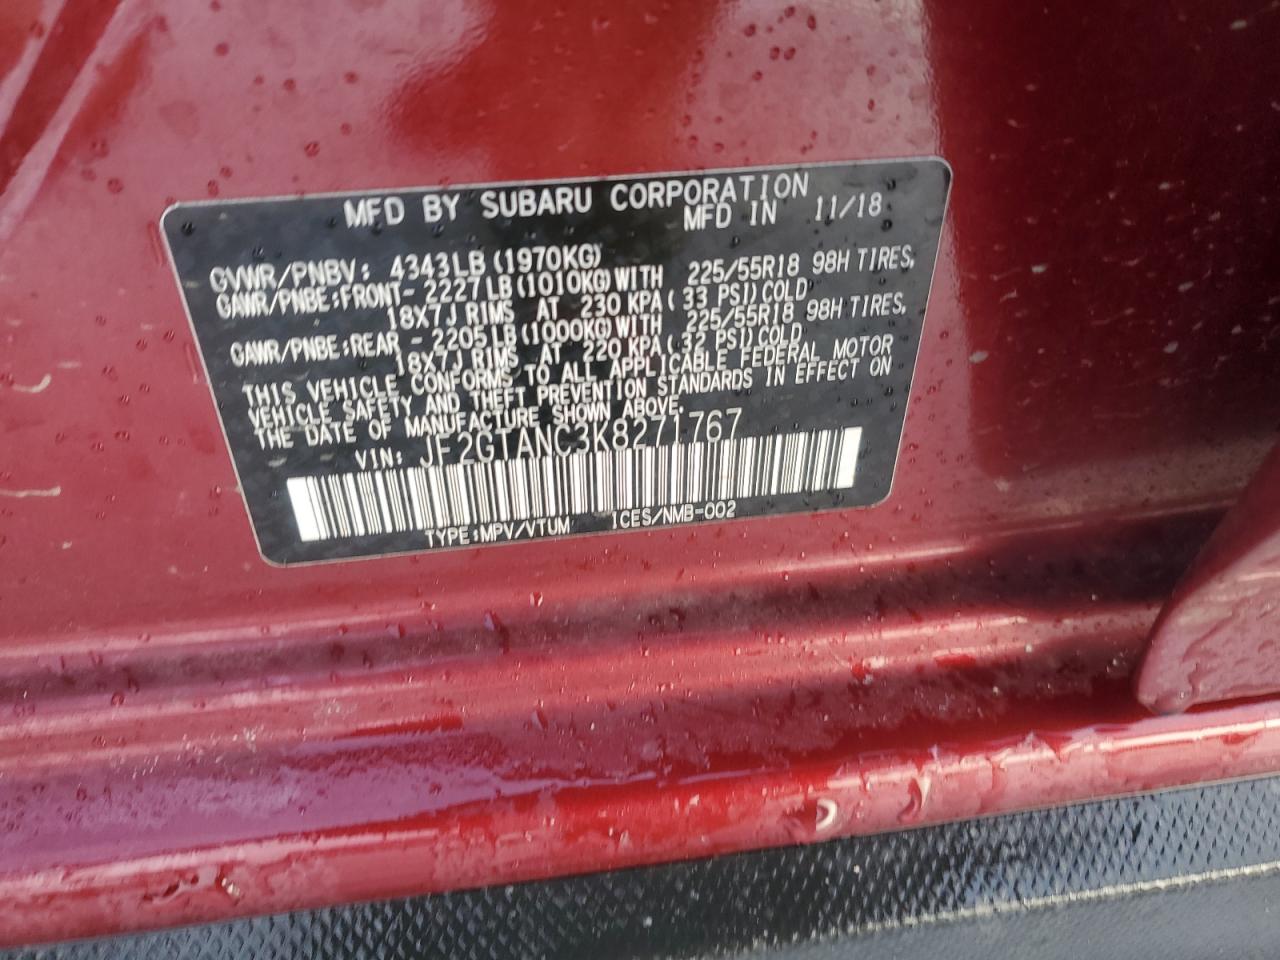 MFD BY SUBARU CORPORATION
MFD IN 11/18
GVWR/PNBV: 4343LB (1970KG)
GAWR/PNBE:FRONT- 2227LB (1010KG) WITH 225/55R18 98H TIRES,
18X7J RIMS AT 230 KPA( 33 PSI) COLD
GAWR/PNBE:REAR - 2205LB (1000KG) WITH 225/55R18 98H TIRES,
18X7J RIMS AT 220 KPA( 32 PSI) COLD
THIS VEHICLE CONFORMS TO ALL APPLICABLE FEDERAL MOTOR
VEHICLE SAFETY AND THEFT PREVENTION STANDARDS IN EFFECT ON
THE DATE OF MANUFACTURE SHOWN ABOVE.
VIN: JF2GTANC3K8271767
TYPE:MPV/VTUM ICES/NMB-002